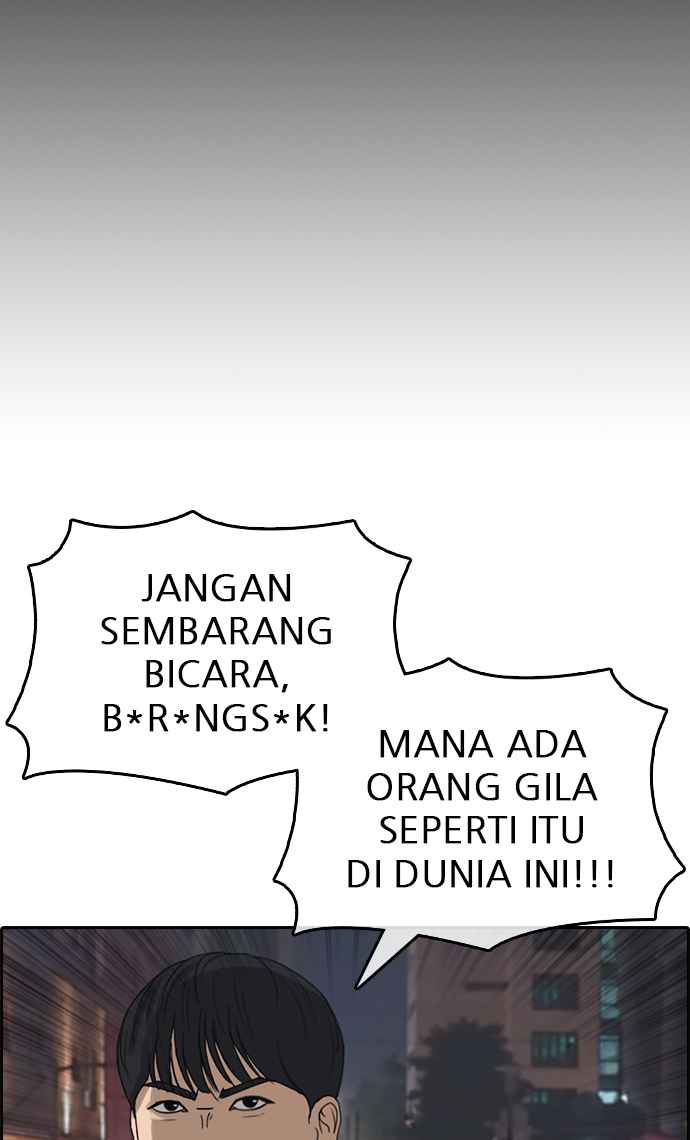 JANGAN
SEMBARANG
BICARA,
B*R*NGS*K!
MANA ADA
ORANG GILA
SEPERTI ITU
DI DUNIA INI!!!